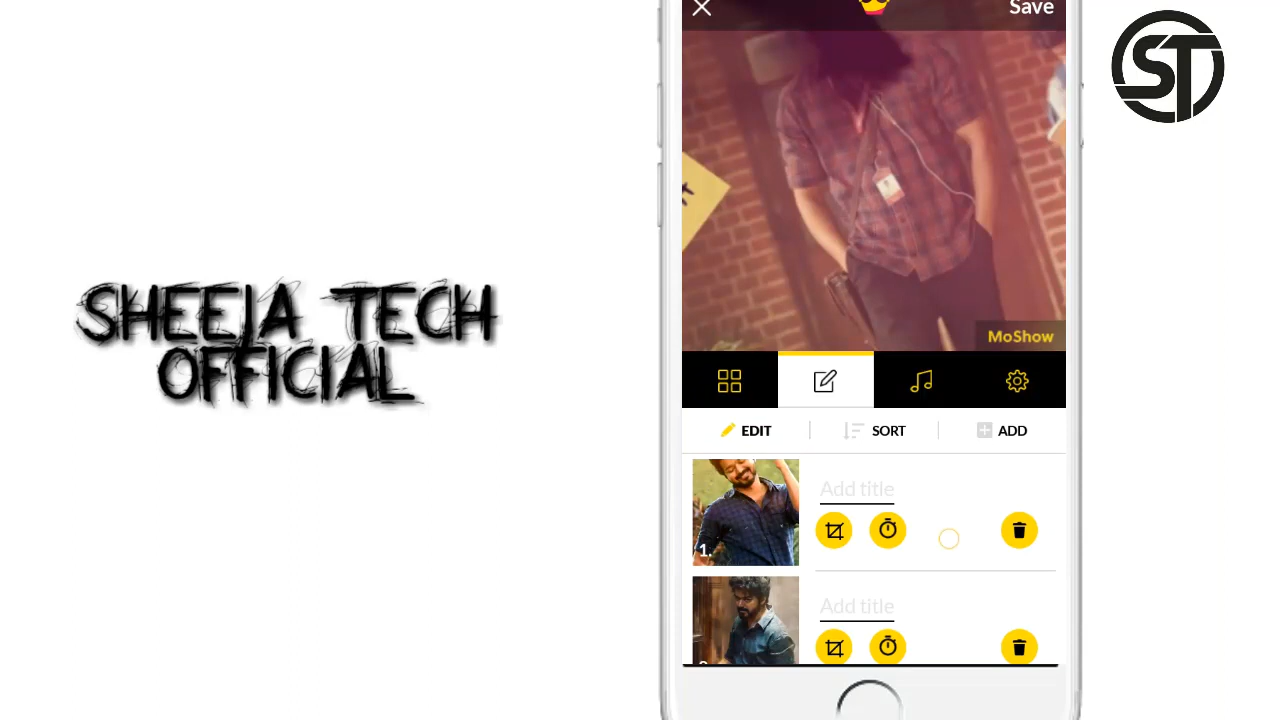 Save
ST
SHEEJA TECH
OFFICIAL
MoShow
EDIT
SORT
ADD
Add title
1.
Add title